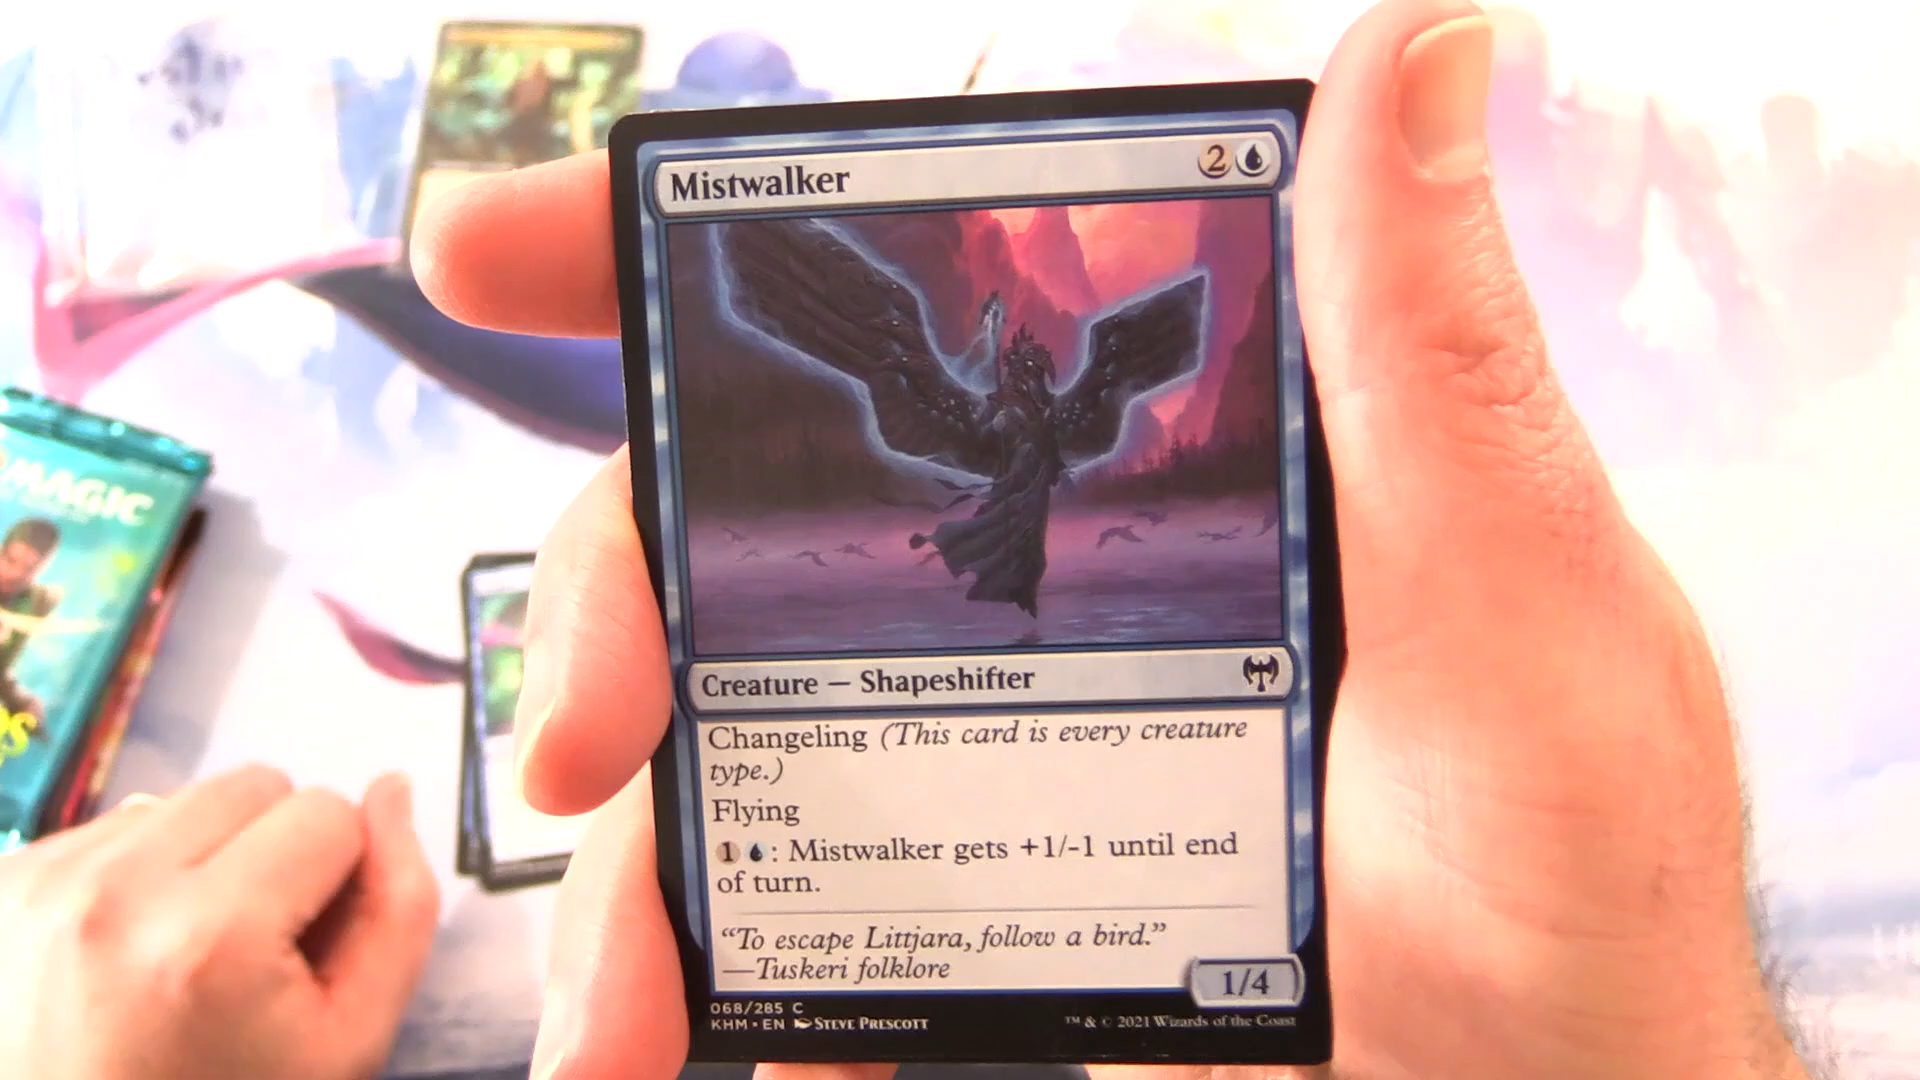 Mistwalker 2
Creature — Shapeshifter
Changeling (This card is every creature
type.)
Flying
1 : Mistwalker gets +1/-1 until end
of turn.
“To escape Littjara, follow a bird.”
—Tuskeri folklore
1/4
068/285 C
KHM • EN STEVE PRESCOTT
™ & © 2021 Wizards of the Coast
MAGIC